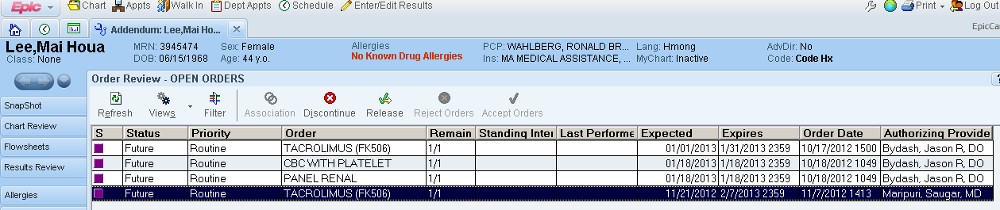 Epic Chart Appts Walk In Dept Appts Schedule Enter/Edit Results Print Log Out
Addendum: Lee,Mai Ho... EpicCa
Lee,Mai Houa MRN: 3945474 Sex: Female Allergies PCP: WAHLBERG, RONALD BR... Lang: Hmong AdvDir: No
Class: None DOB: 06/15/1968 Age: 44 y.o. No Known Drug Allergies Ins: MA MEDICAL ASSISTANCE, ... MyChart: Inactive Code: Code Hx
Order Review - OPEN ORDERS ?
Refresh Views Filter Association Discontinue Release Reject Orders Accept Orders
SnapShot
Chart Review
Flowsheets
Results Review
Allergies
S Status Priority Order Remain Standing Inter Last Performe Expected Expires Order Date Authorizing Provide
Future Routine TACROLIMUS (FK506) 1/1 01/01/2013 1/31/2013 2359 10/17/2012 1500 Bydash, Jason R, DO
Future Routine CBC WITH PLATELET 1/1 01/18/2013 1/18/2013 2359 10/18/2012 1049 Bydash, Jason R, DO
Future Routine PANEL RENAL 1/1 01/18/2013 1/18/2013 2359 10/18/2012 1049 Bydash, Jason R, DO
Future Routine TACROLIMUS (FK506) 1/1 11/21/2012 2/7/2013 2359 11/7/2012 1413 Maripuri, Saugar, MD